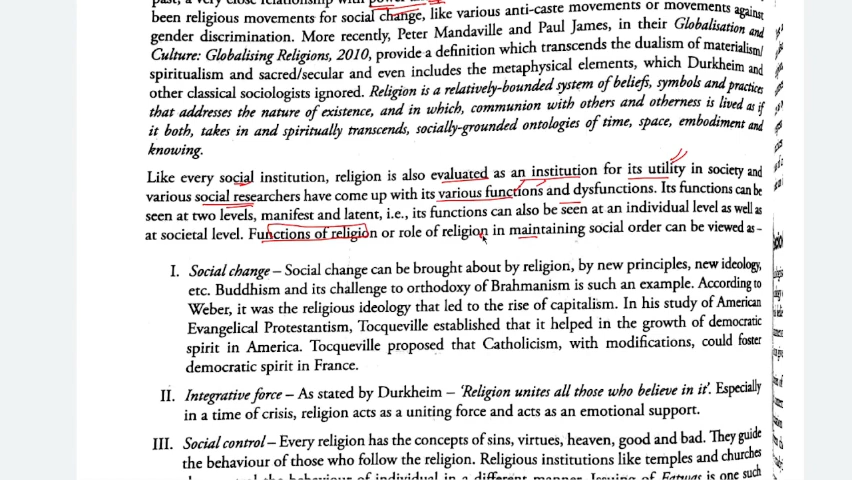 past, a very close relationship with
been religious movements for social change, like various anti-caste movements or movements against
gender discrimination. More recently, Peter Mandaville and Paul James, in their Globalisation and
Culture: Globalising Religions, 2010, provide a definition which transcends the dualism of materialism/
spiritualism and sacred/secular and even includes the metaphysical elements, which Durkheim and
other classical sociologists ignored. Religion is a relatively-bounded system of beliefs, symbols and practices
that addresses the nature of existence, and in which, communion with others and otherness is lived as if
it both, takes in and spiritually transcends, socially-grounded ontologies of time, space, embodiment and
knowing.
Like every social institution, religion is also evaluated as an institution for its utility in society and
various social researchers have come up with its various functions and dysfunctions. Its functions can be
seen at two levels, manifest and latent, i.e., its functions can also be seen at an individual level as well as
at societal level. Functions of religion or role of religion in maintaining social order can be viewed as –
I. Social change – Social change can be brought about by religion, by new principles, new ideology,
etc. Buddhism and its challenge to orthodoxy of Brahmanism is such an example. According to
Weber, it was the religious ideology that led to the rise of capitalism. In his study of American
Evangelical Protestantism, Tocqueville established that it helped in the growth of democratic
spirit in America. Tocqueville proposed that Catholicism, with modifications, could foster
democratic spirit in France.
II. Integrative force – As stated by Durkheim – 'Religion unites all those who believe in it'. Especially
in a time of crisis, religion acts as a uniting force and acts as an emotional support.
III. Social control – Every religion has the concepts of sins, virtues, heaven, good and bad. They guide
the behaviour of those who follow the religion. Religious institutions like temples and churches
the behaviour of individual in a different manner. Issuing of Fatwas is one such